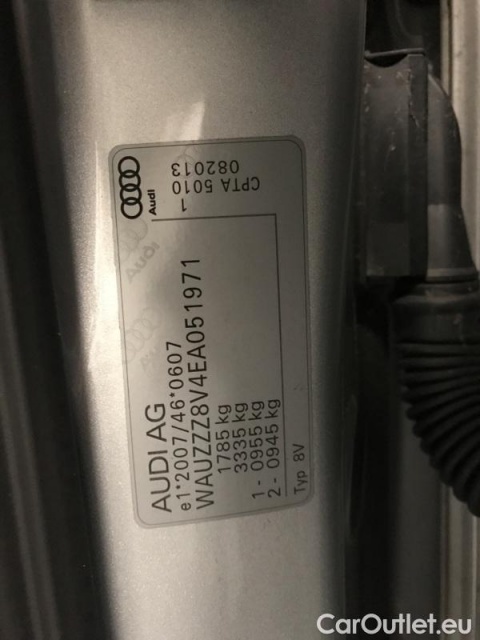 AUDI AG
e1*2007/46*0607
WAUZZZ8V4EA051971
1785 kg
3335 kg
1 - 0955 kg
2 - 0945 kg
Typ 8V
Audi
1
CPTA 5010
082013
Audi
CarOutlet.eu